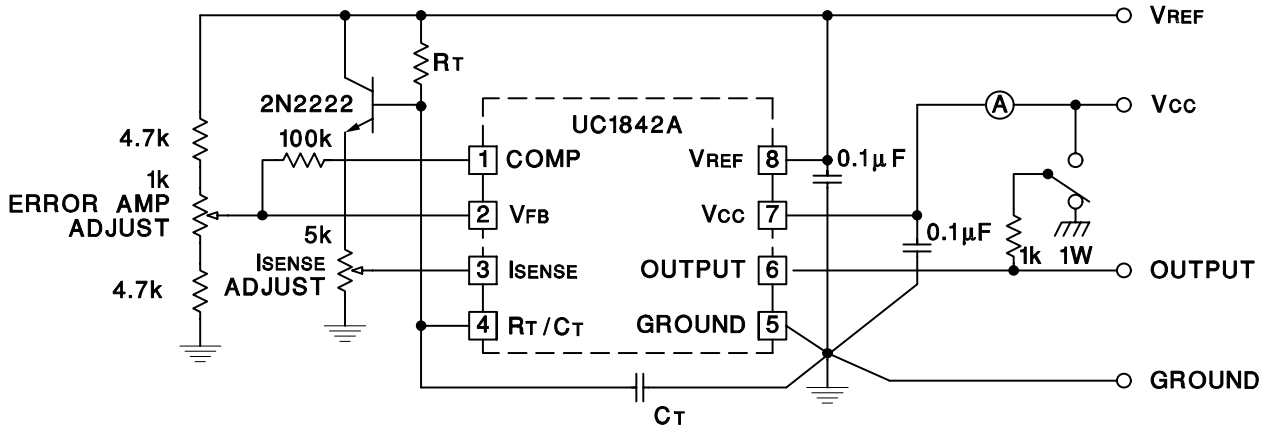 VREF
RT
2N2222
A
VCC
UC1842A
4.7k
100k
1 COMP
VREF 8
0.1µF
1k
ERROR AMP
ADJUST
2 VFB
VCC 7
0.1µF
5k
ISENSE
ADJUST
3 ISENSE
OUTPUT 6
1k 1W
OUTPUT
4.7k
4 RT/CT
GROUND 5
GROUND
CT